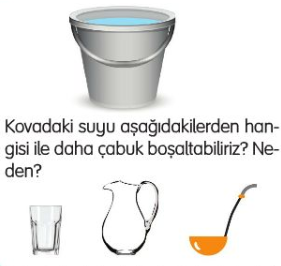 Kovadaki suyu aşağıdakilerden han-
gisi ile daha çabuk boşaltabiliriz? Ne-
den?